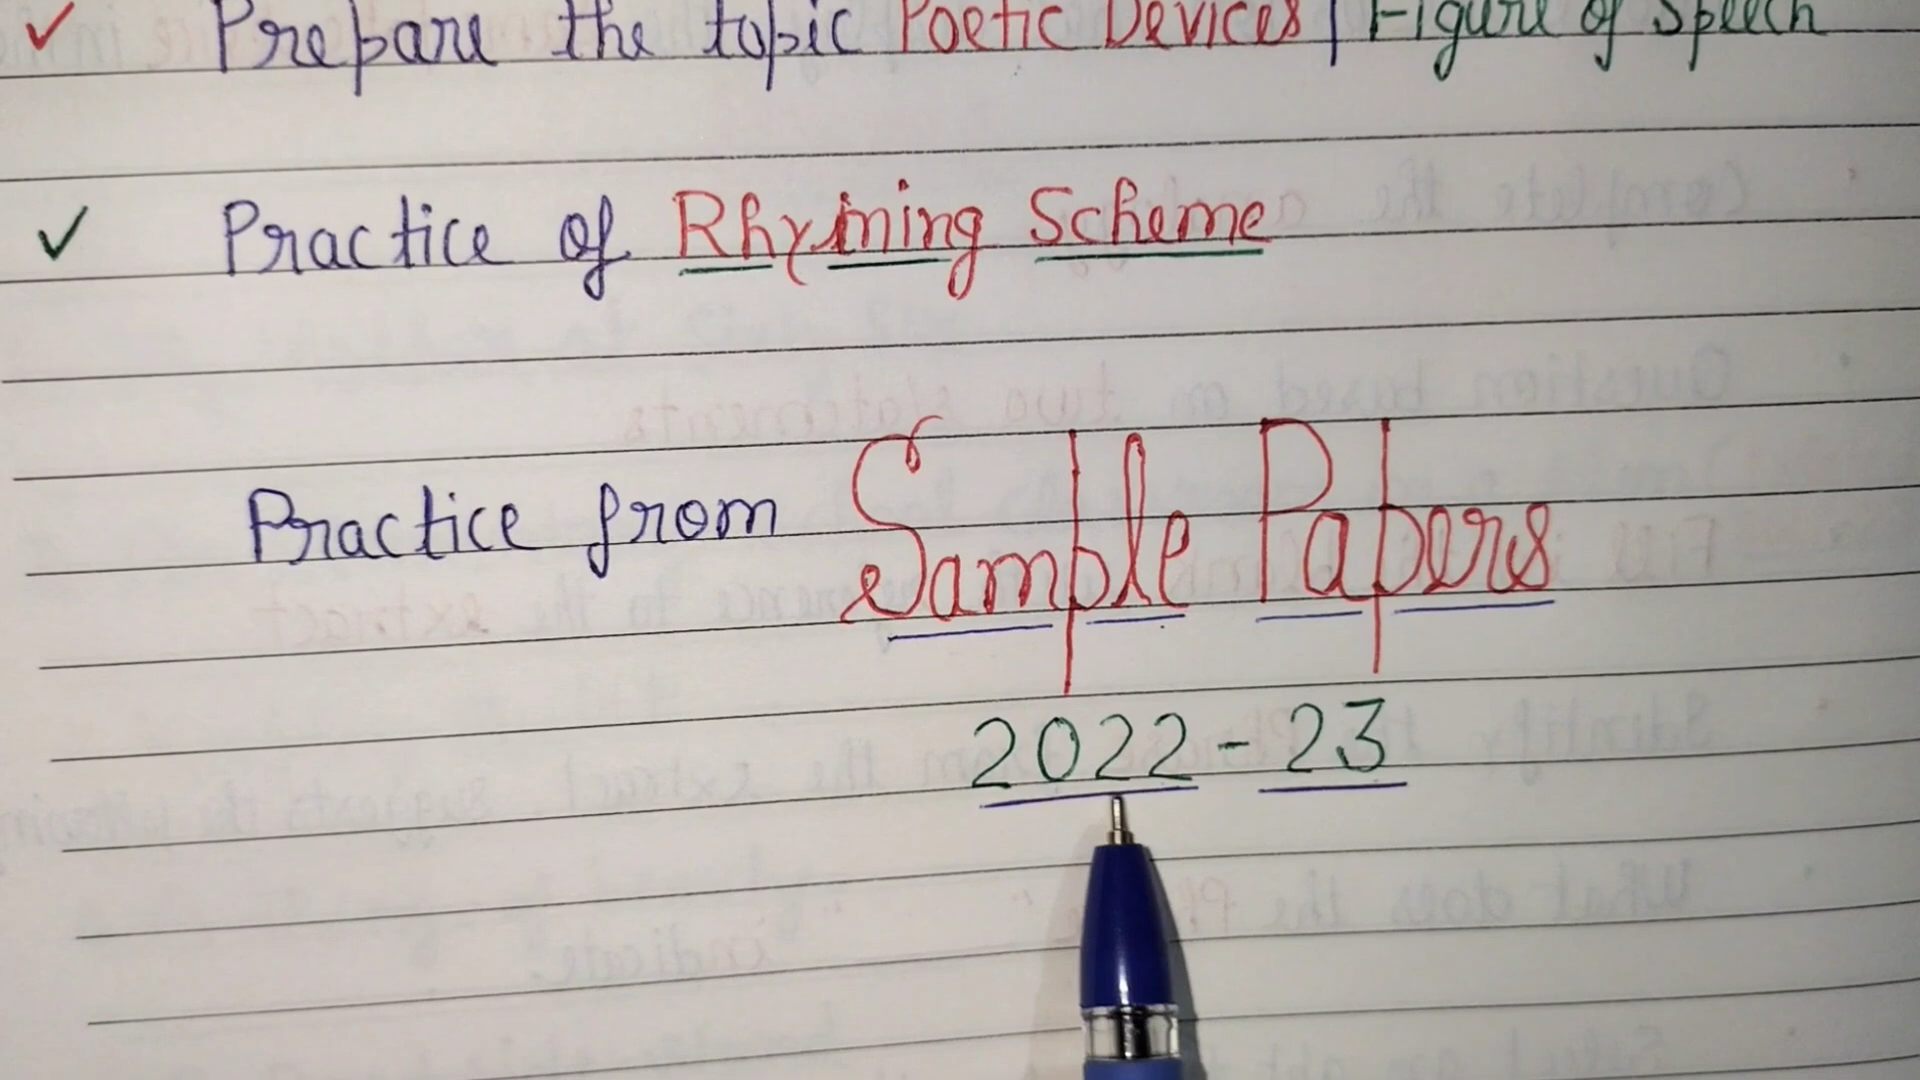 Prepare the topic Poetic Devices | Figure of Speech
Practice of Rhyming Scheme
Practice from Sample Papers
2022-23